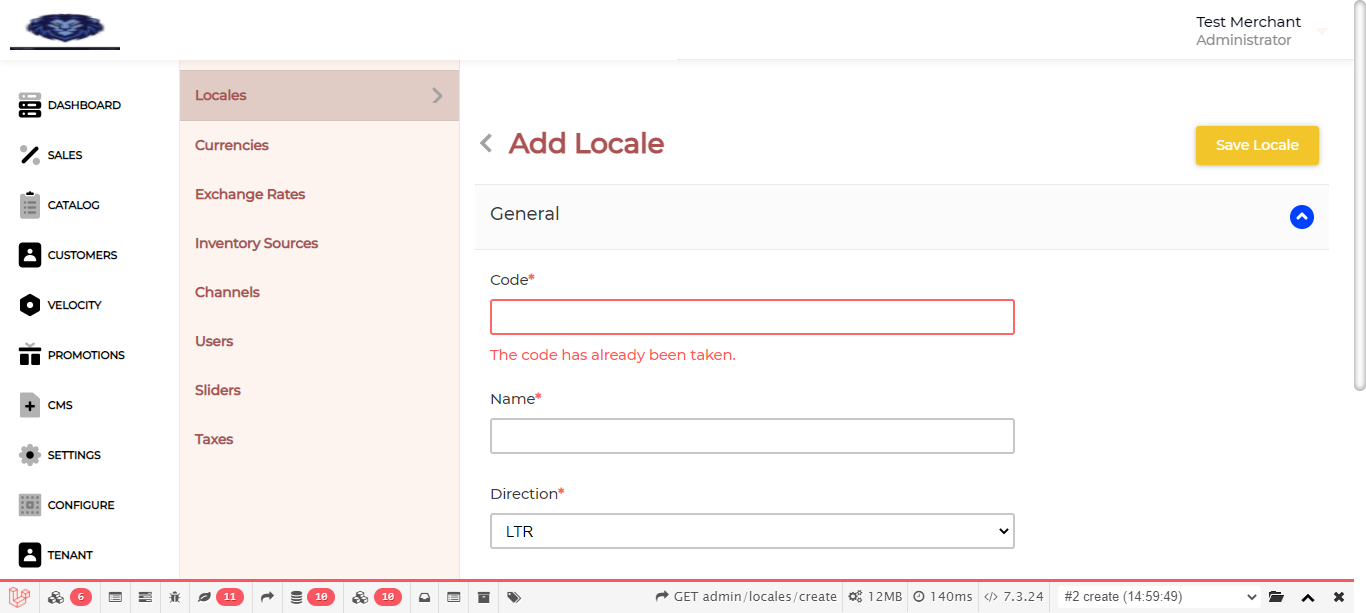 Test Merchant
Administrator
DASHBOARD
SALES
CATALOG
CUSTOMERS
VELOCITY
PROMOTIONS
CMS
SETTINGS
CONFIGURE
TENANT
Locales
Currencies
Exchange Rates
Inventory Sources
Channels
Users
Sliders
Taxes
Add Locale
Save Locale
General
Code*
The code has already been taken.
Name*
Direction*
LTR
6 11 10 10 GET admin/locales/create 12MB 140ms </> 7.3.24 #2 create (14:59:49)